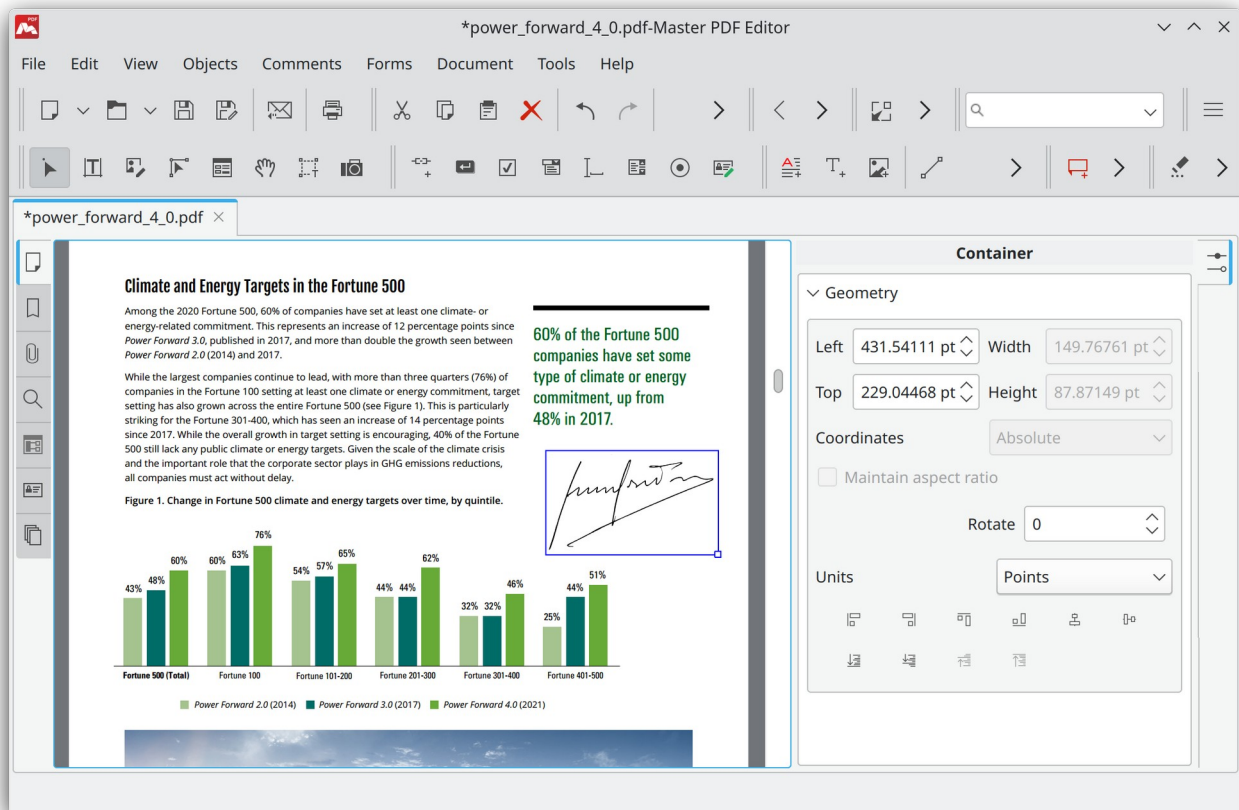 PDF
*power_forward_4_0.pdf-Master PDF Editor
File Edit View Objects Comments Forms Document Tools Help
*power_forward_4_0.pdf
Climate and Energy Targets in the Fortune 500
Among the 2020 Fortune 500, 60% of companies have set at least one climate- or
energy-related commitment. This represents an increase of 12 percentage points since
Power Forward 3.0, published in 2017, and more than double the growth seen between
Power Forward 2.0 (2014) and 2017.
While the largest companies continue to lead, with more than three quarters (76%) of
companies in the Fortune 100 setting at least one climate or energy commitment, target
setting has also grown across the entire Fortune 500 (see Figure 1). This is particularly
striking for the Fortune 301-400, which has seen an increase of 14 percentage points
since 2017. While the overall growth in target setting is encouraging, 40% of the Fortune
500 still lack any public climate or energy targets. Given the scale of the climate crisis
and the important role that the corporate sector plays in GHG emissions reductions,
all companies must act without delay.
60% of the Fortune 500
companies have set some
type of climate or energy
commitment, up from
48% in 2017.
Figure 1. Change in Fortune 500 climate and energy targets over time, by quintile.
43% 48% 60%
60% 63% 76%
54% 57% 65%
44% 44% 62%
32% 32% 46%
25% 44% 51%
Fortune 500 (Total) Fortune 100 Fortune 101-200 Fortune 201-300 Fortune 301-400 Fortune 401-500
Power Forward 2.0 (2014) Power Forward 3.0 (2017) Power Forward 4.0 (2021)
Container
Geometry
Left 431.54111 pt Width 149.76761 pt
Top 229.04468 pt Height 87.87149 pt
Coordinates Absolute
Maintain aspect ratio
Rotate 0
Units Points